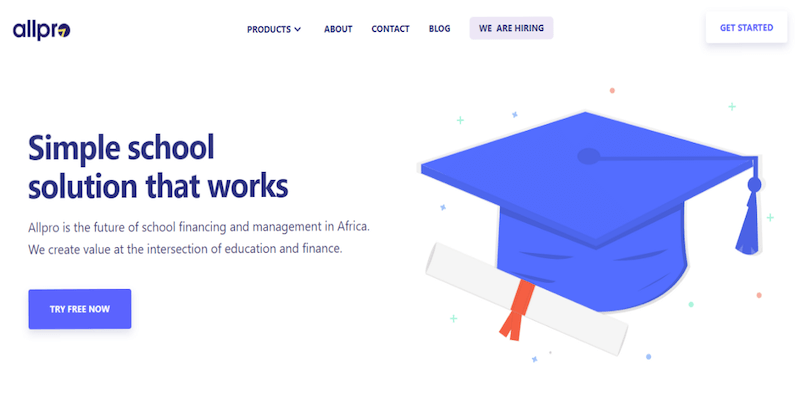 allpro
PRODUCTS
ABOUT
CONTACT
BLOG
WE ARE HIRING
GET STARTED
Simple school
solution that works
Allpro is the future of school financing and management in Africa.
We create value at the intersection of education and finance.
TRY FREE NOW